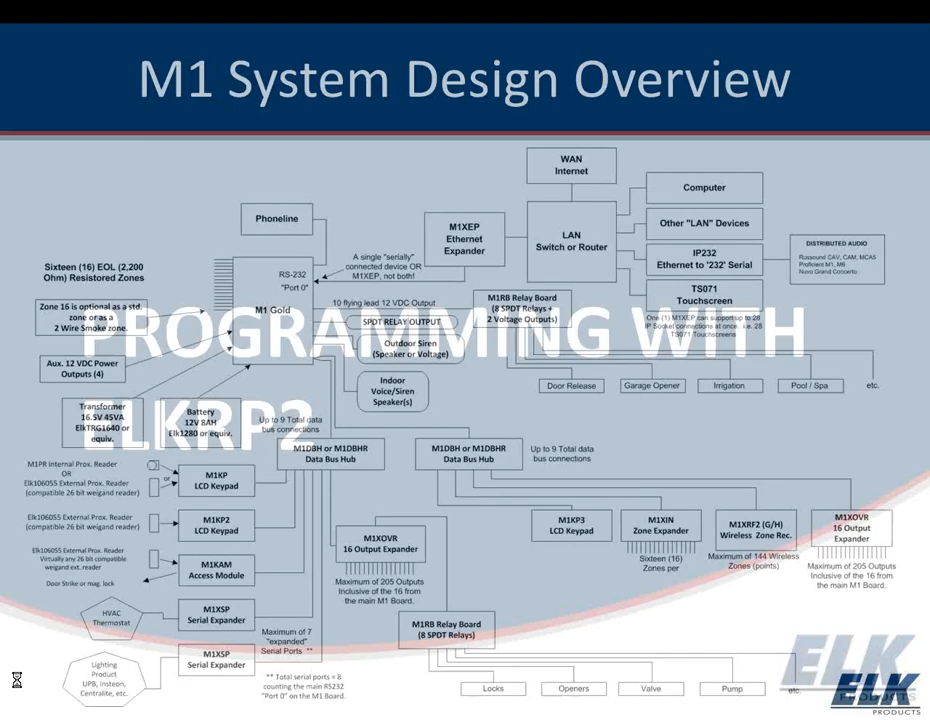 M1 System Design Overview
WAN
Internet
Computer
Phoneline
M1XEP
Ethernet
Expander
LAN
Switch or Router
Other "LAN" Devices
IP232
Ethernet to '232' Serial
DISTRIBUTED AUDIO
Russound CAV, CAM, MCA5
Proficient M1, M6
Nuvo Grand Concerto
Sixteen (16) EOL (2,200
Ohm) Resistored Zones
RS-232
"Port 0"
M1 Gold
A single "serially"
connected device OR
M1XEP, not both!
TS071
Touchscreen
One (1) M1XEP can support up to 28
IP Socket connections at once. i.e. 28
TS071 Touchscreens
Zone 16 is optional as a std.
zone or as a
2 Wire Smoke zone.
10 flying lead 12 VDC Output
SPDT RELAY OUTPUT
M1RB Relay Board
(8 SPDT Relays +
2 Voltage Outputs)
PROGRAMMING WITH
ELKRP2
Outdoor Siren
(Speaker or Voltage)
Aux. 12 VDC Power
Outputs (4)
Indoor
Voice/Siren
Speaker(s)
Door Release
Garage Opener
Irrigation
Pool / Spa
etc.
Transformer
16.5V 45VA
ElkTRG1640 or
equiv.
Battery
12V 8AH
Elk1280 or equiv.
Up to 9 Total data
bus connections
M1DBH or M1DBHR
Data Bus Hub
M1DBH or M1DBHR
Data Bus Hub
Up to 9 Total data
bus connections
M1PR Internal Prox. Reader
OR
Elk106055 External Prox. Reader
(compatible 26 bit weigand reader)
or
M1KP
LCD Keypad
Elk106055 External Prox. Reader
(compatible 26 bit weigand reader)
M1KP2
LCD Keypad
Elk106055 External Prox. Reader
Virtually any 26 bit compatible
weigand ext. reader
Door Strike or mag. lock
M1KAM
Access Module
M1XOVR
16 Output Expander
Maximum of 205 Outputs
Inclusive of the 16 from
the main M1 Board.
M1KP3
LCD Keypad
M1XIN
Zone Expander
Sixteen (16)
Zones per
M1XRF2 (G/H)
Wireless Zone Rec.
Maximum of 144 Wireless
Zones (points)
M1XOVR
16 Output
Expander
Maximum of 205 Outputs
Inclusive of the 16 from
the main M1 Board.
HVAC
Thermostat
M1XSP
Serial Expander
Maximum of 7
"expanded"
Serial Ports **
M1RB Relay Board
(8 SPDT Relays)
Lighting
Product
UPB, Insteon,
Centralite, etc.
M1XSP
Serial Expander
** Total serial ports = 8
counting the main RS232
"Port 0" on the M1 Board.
Locks
Openers
Valve
Pump
etc.
ELK
PRODUCTS
ELK
PRODUCTS